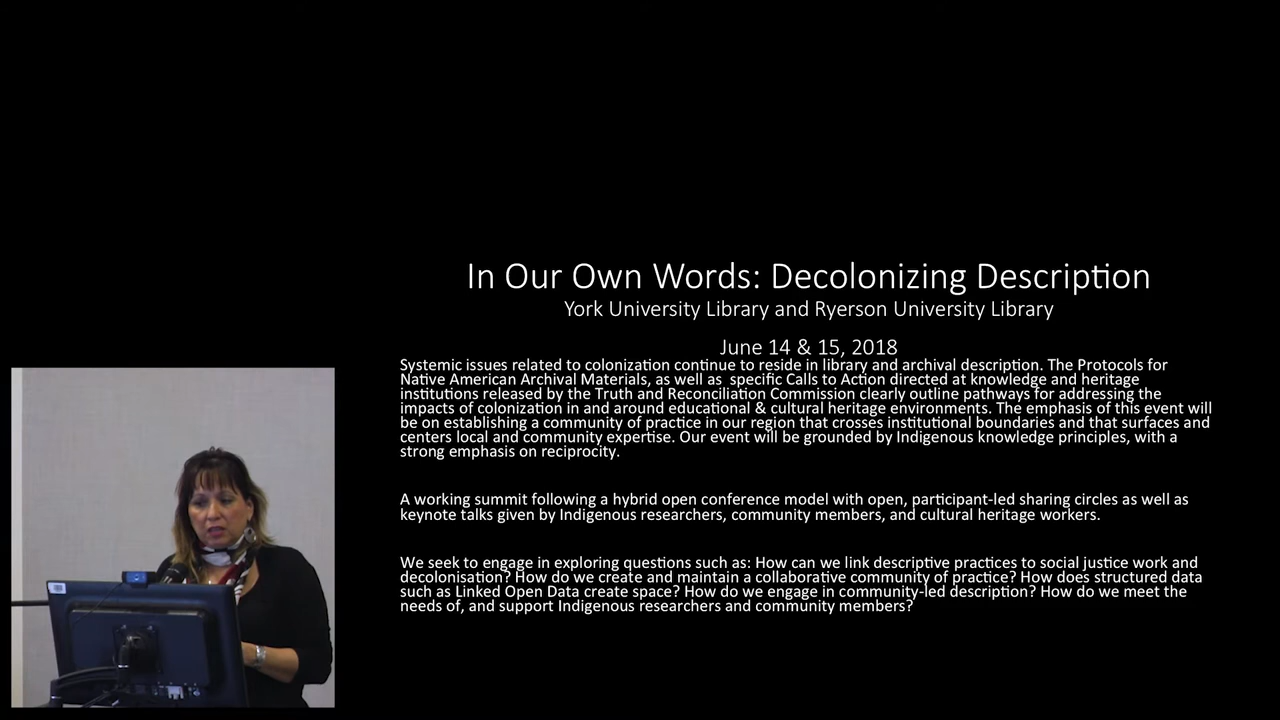 In Our Own Words: Decolonizing Description
York University Library and Ryerson University Library
June 14 & 15, 2018
Systemic issues related to colonization continue to reside in library and archival description. The Protocols for
Native American Archival Materials, as well as  specific Calls to Action directed at knowledge and heritage
institutions released by the Truth and Reconciliation Commission clearly outline pathways for addressing the
impacts of colonization in and around educational & cultural heritage environments. The emphasis of this event will
be on establishing a community of practice in our region that crosses institutional boundaries and that surfaces and
centers local and community expertise. Our event will be grounded by Indigenous knowledge principles, with a
strong emphasis on reciprocity.
A working summit following a hybrid open conference model with open, participant-led sharing circles as well as
keynote talks given by Indigenous researchers, community members, and cultural heritage workers.
We seek to engage in exploring questions such as: How can we link descriptive practices to social justice work and
decolonisation? How do we create and maintain a collaborative community of practice? How does structured data
such as Linked Open Data create space? How do we engage in community-led description? How do we meet the
needs of, and support Indigenous researchers and community members?